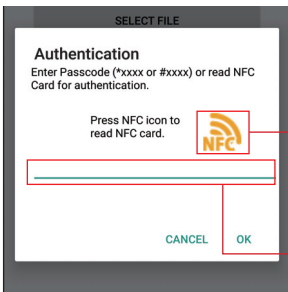 SELECT FILE
Authentication
Enter Passcode (*xxxx or #xxxx) or read NFC
Card for authentication.
Press NFC icon to
read NFC card.
NFC
CANCEL OK